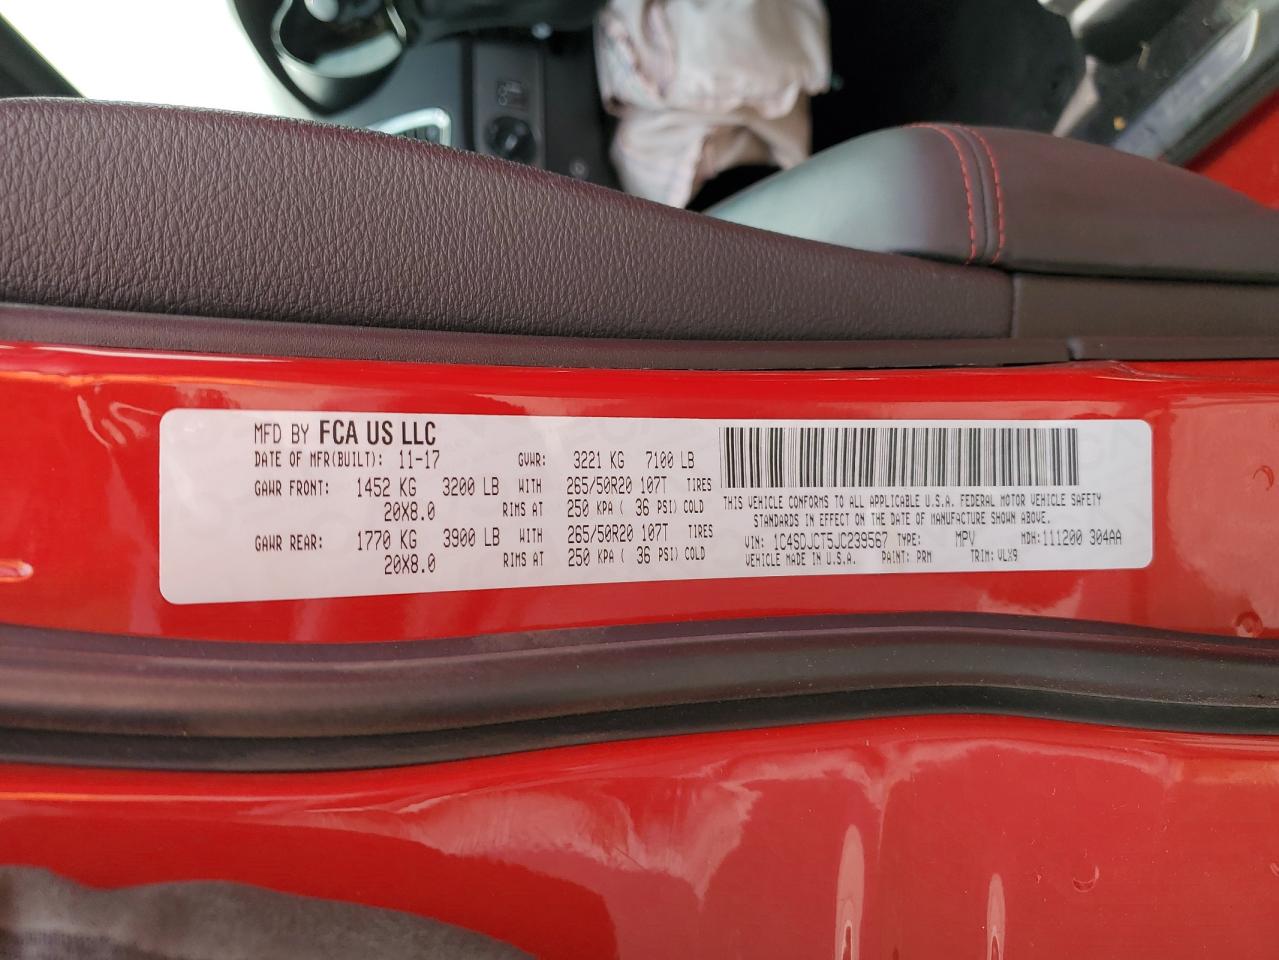 MFD BY FCA US LLC
DATE OF MFR(BUILT): 11-17 GVWR: 3221 KG 7100 LB
GAWR FRONT: 1452 KG 3200 LB WITH 265/50R20 107T TIRES
20X8.0 RIMS AT 250 KPA ( 36 PSI) COLD
GAWR REAR: 1770 KG 3900 LB WITH 265/50R20 107T TIRES
20X8.0 RIMS AT 250 KPA ( 36 PSI) COLD
THIS VEHICLE CONFORMS TO ALL APPLICABLE U.S.A. FEDERAL MOTOR VEHICLE SAFETY
STANDARDS IN EFFECT ON THE DATE OF MANUFACTURE SHOWN ABOVE.
VIN: 1C4SDJCT5JC239567 TYPE: MPV MDH: 111200 304AA
VEHICLE MADE IN U.S.A. PAINT: PRM TRIM: VLX9